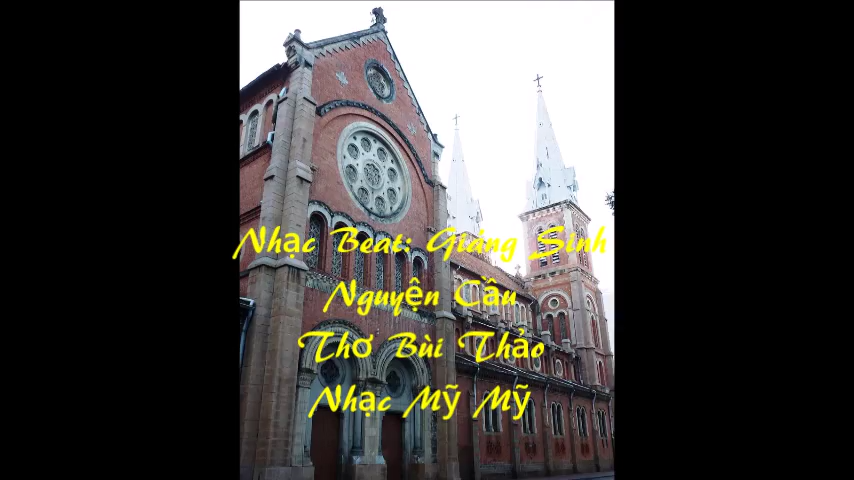 Nhạc Beat: Giáng Sinh
Nguyện Cầu
Thơ Bùi Thảo
Nhạc Mỹ Mỹ